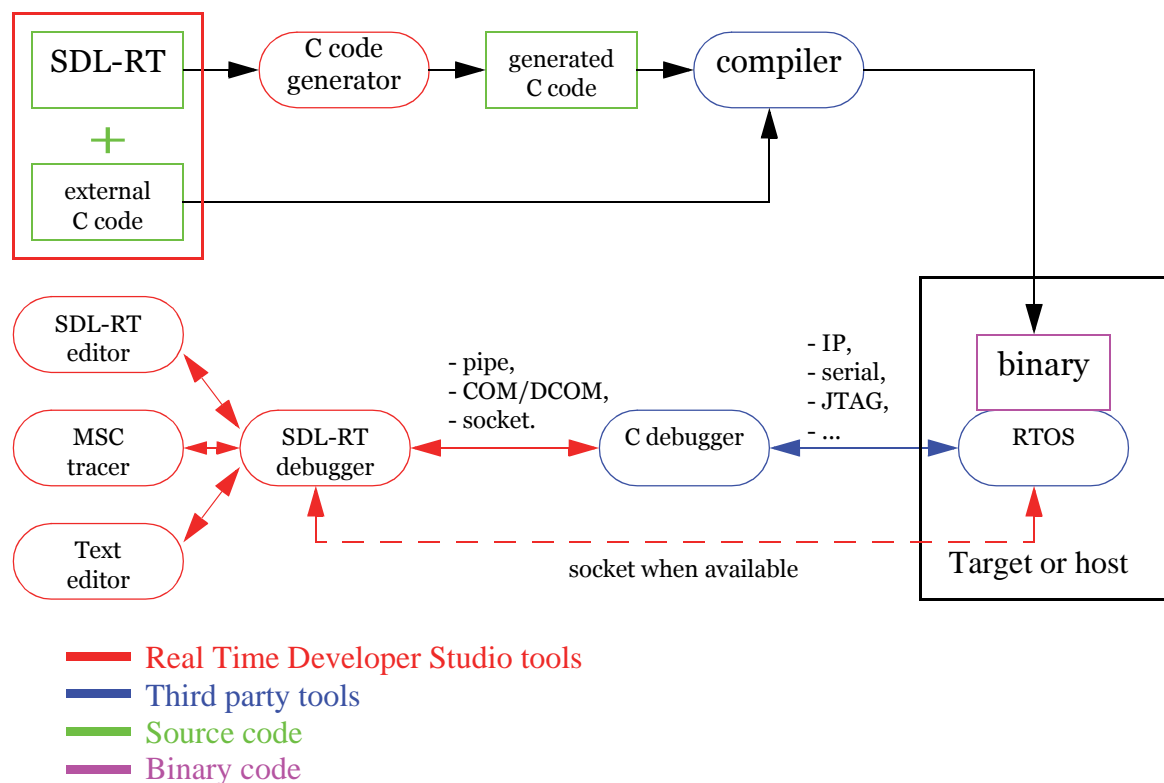 SDL-RT
+
external
C code
C code
generator
generated
C code
compiler
SDL-RT
editor
MSC
tracer
Text
editor
SDL-RT
debugger
- pipe,
- COM/DCOM,
- socket.
C debugger
- IP,
- serial,
- JTAG,
- ...
binary
RTOS
Target or host
socket when available
Real Time Developer Studio tools
Third party tools
Source code
Binary code